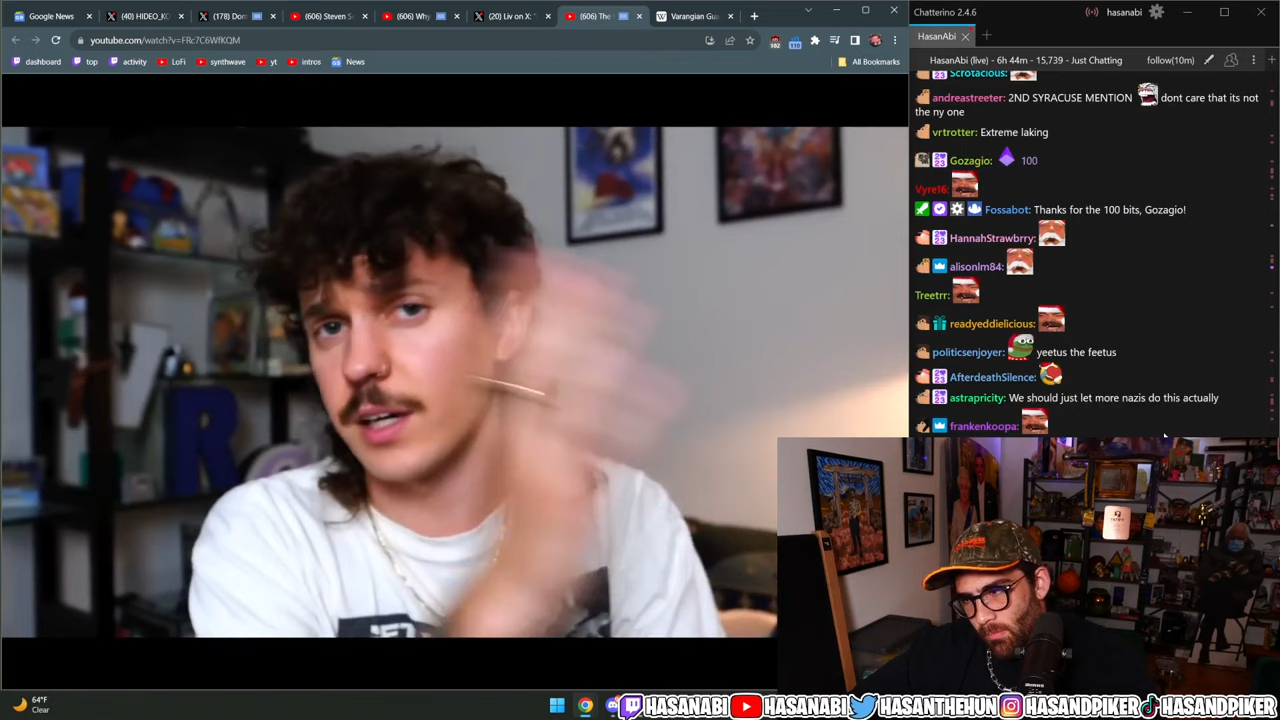 Google News
(40) HIDEO_KO
(178) Don
(606) Steven S
(606) Why
(20) Liv on X: "
(606) The
Varangian Gua
youtube.com/watch?v=FRc7C6WfKQM
102
110
dashboard
top
activity
LoFi
synthwave
yt
intros
News
All Bookmarks
Chatterino 2.4.6
hasanabi
HasanAbi
HasanAbi (live) - 6h 44m - 15,739 - Just Chatting
follow(10m)
Scrotacious:
andreastreeter: 2ND SYRACUSE MENTION dont care that its not
the ny one
vrtrotter: Extreme laking
Gozagio: 100
Vyre16:
Fossabot: Thanks for the 100 bits, Gozagio!
HannahStrawbrry:
alisonlm84:
Treetrr:
readyeddielicious:
politicsenjoyer: yeetus the feetus
AfterdeathSilence:
astrapricity: We should just let more nazis do this actually
frankenkoopa:
R
64°F
Clear
HASANABI
HASANABI
HASANTHEHUN
HASANDPIKER
HASANDPIKER